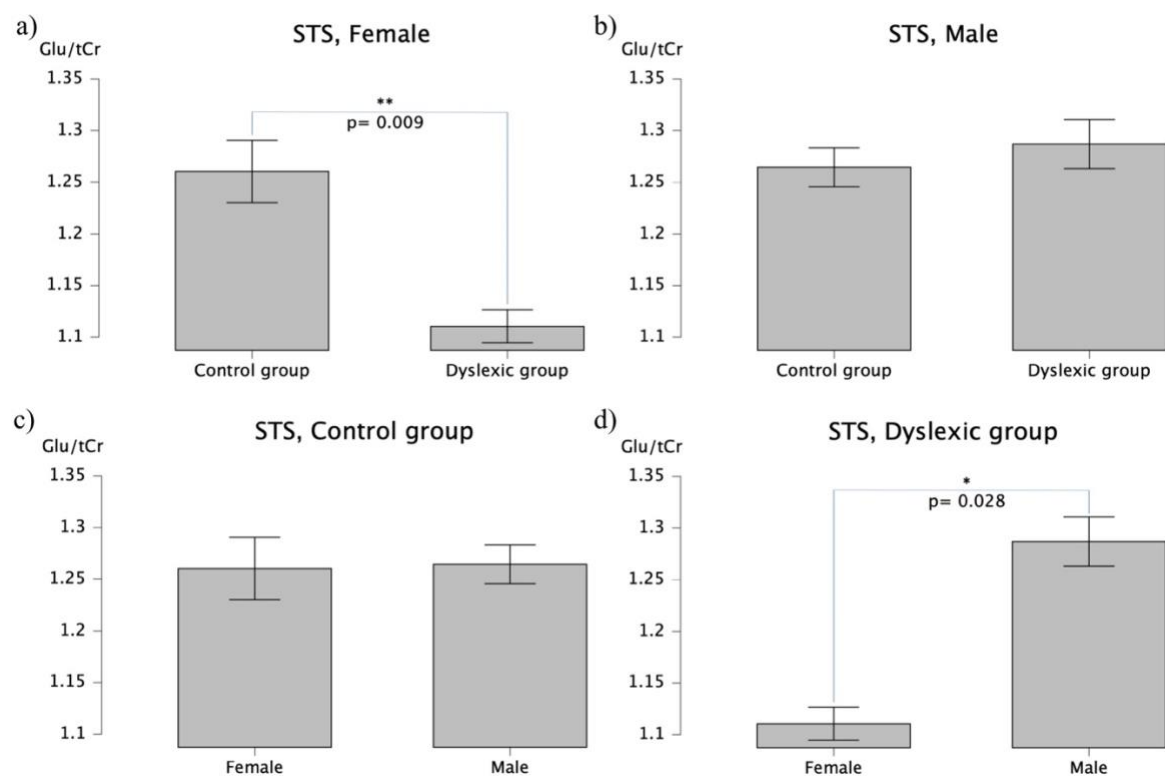 a)
STS, Female
Glu/tCr
1.35
1.3
1.25
1.2
1.15
1.1
**
p= 0.009
Control group
Dyslexic group
b)
STS, Male
Glu/tCr
1.35
1.3
1.25
1.2
1.15
1.1
Control group
Dyslexic group
c)
STS, Control group
Glu/tCr
1.35
1.3
1.25
1.2
1.15
1.1
Female
Male
d)
STS, Dyslexic group
Glu/tCr
1.35
1.3
1.25
1.2
1.15
1.1
*
p= 0.028
Female
Male